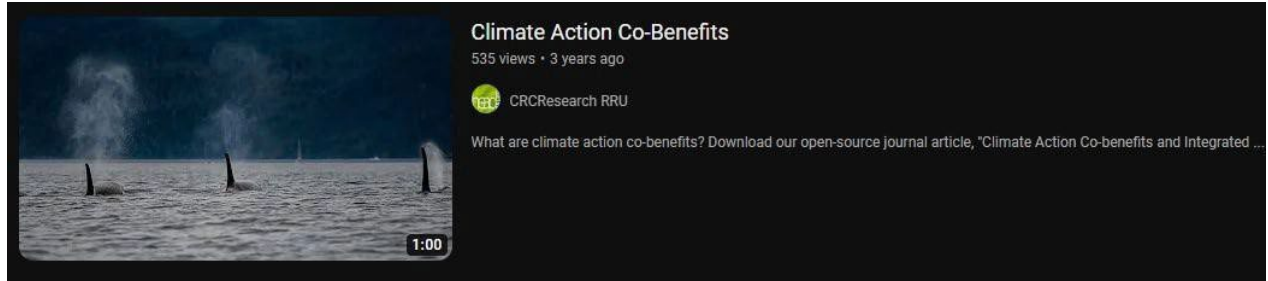 Climate Action Co-Benefits
535 views • 3 years ago
CRCResearch RRU
What are climate action co-benefits? Download our open-source journal article, "Climate Action Co-benefits and Integrated ...
1:00